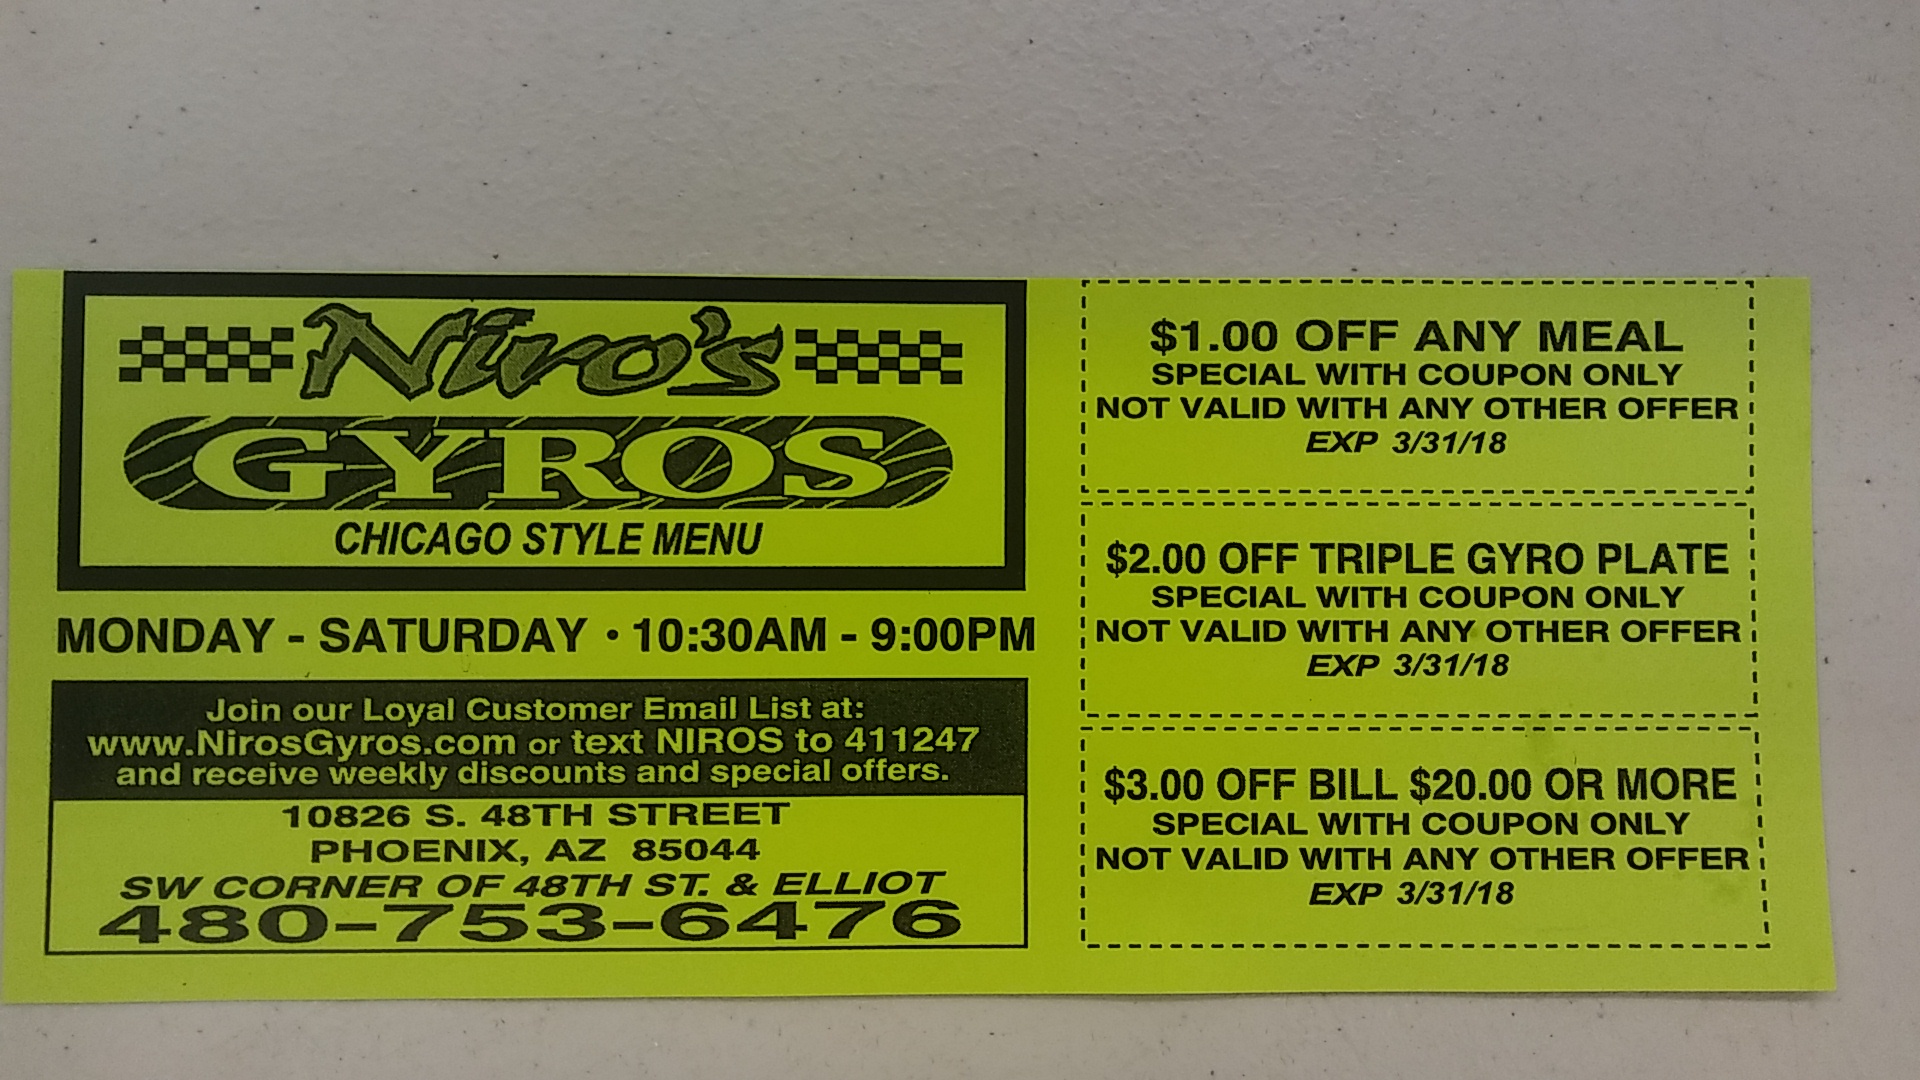 Niro's
GYROS
CHICAGO STYLE MENU
MONDAY - SATURDAY • 10:30AM - 9:00PM
Join our Loyal Customer Email List at:
www.NirosGyros.com or text NIROS to 411247
and receive weekly discounts and special offers.
10826 S. 48TH STREET
PHOENIX, AZ 85044
SW CORNER OF 48TH ST. & ELLIOT
480-753-6476
$1.00 OFF ANY MEAL
SPECIAL WITH COUPON ONLY
NOT VALID WITH ANY OTHER OFFER
EXP 3/31/18
$2.00 OFF TRIPLE GYRO PLATE
SPECIAL WITH COUPON ONLY
NOT VALID WITH ANY OTHER OFFER
EXP 3/31/18
$3.00 OFF BILL $20.00 OR MORE
SPECIAL WITH COUPON ONLY
NOT VALID WITH ANY OTHER OFFER
EXP 3/31/18